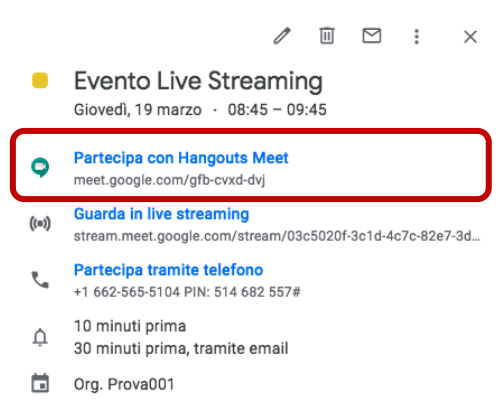 Evento Live Streaming
Giovedì, 19 marzo · 08:45 – 09:45
Partecipa con Hangouts Meet
meet.google.com/gfb-cvxd-dvj
Guarda in live streaming
stream.meet.google.com/stream/03c5020f-3c1d-4c7c-82e7-3d...
Partecipa tramite telefono
+1 662-565-5104 PIN: 514 682 557#
10 minuti prima
30 minuti prima, tramite email
Org. Prova001